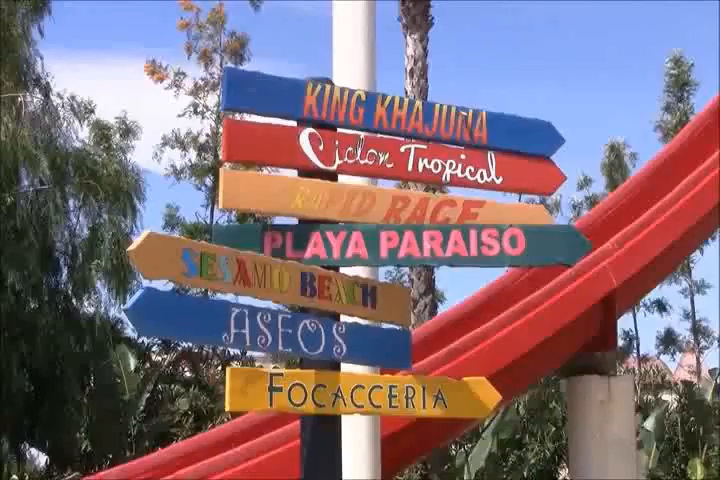 KING KHAJUNA
Ciclon Tropical
RAPID RACE
PLAYA PARAISO
SESAMO BEACH
ASEOS
FOCACCERIA